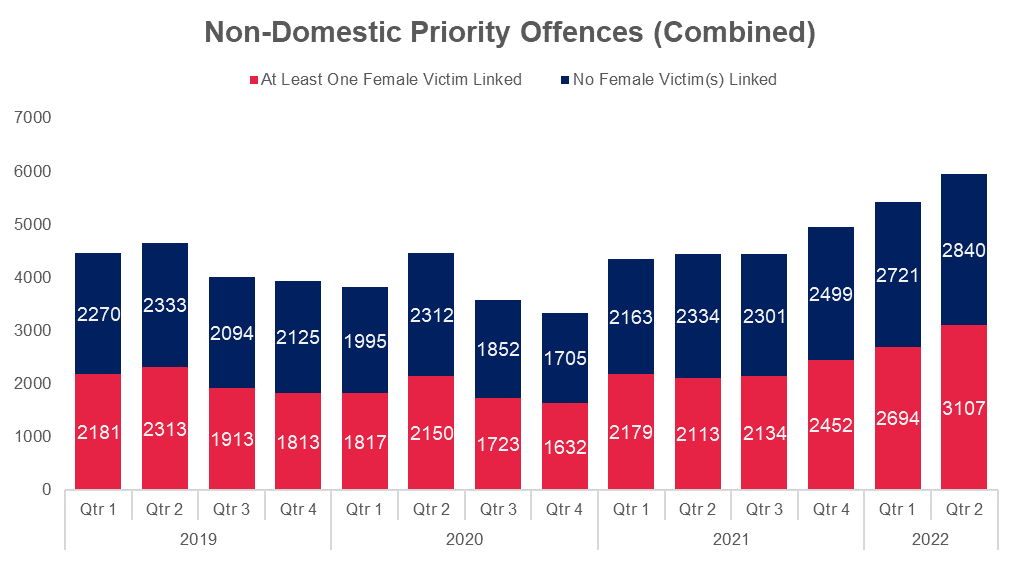 Non-Domestic Priority Offences (Combined)
At Least One Female Victim Linked No Female Victim(s) Linked
7000
6000
5000
4000
3000
2000
1000
0
2270 2333 2094 2125 1995 2312 1852 1705 2163 2334 2301 2499 2721 2840
2181 2313 1913 1813 1817 2150 1723 1632 2179 2113 2134 2452 2694 3107
Qtr 1 Qtr 2 Qtr 3 Qtr 4 Qtr 1 Qtr 2 Qtr 3 Qtr 4 Qtr 1 Qtr 2 Qtr 3 Qtr 4 Qtr 1 Qtr 2
2019 2020 2021 2022